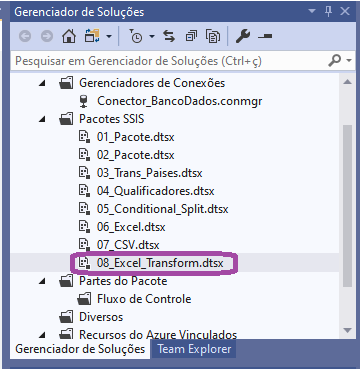 Gerenciador de Soluções
Pesquisar em Gerenciador de Soluções (Ctrl+ç)
Gerenciadores de Conexões
Conector_BancoDados.conmgr
Pacotes SSIS
01_Pacote.dtsx
02_Pacote.dtsx
03_Trans_Paises.dtsx
04_Qualificadores.dtsx
05_Conditional_Split.dtsx
06_Excel.dtsx
07_CSV.dtsx
08_Excel_Transform.dtsx
Partes do Pacote
Fluxo de Controle
Diversos
Recursos do Azure Vinculados
Gerenciador de Soluções Team Explorer